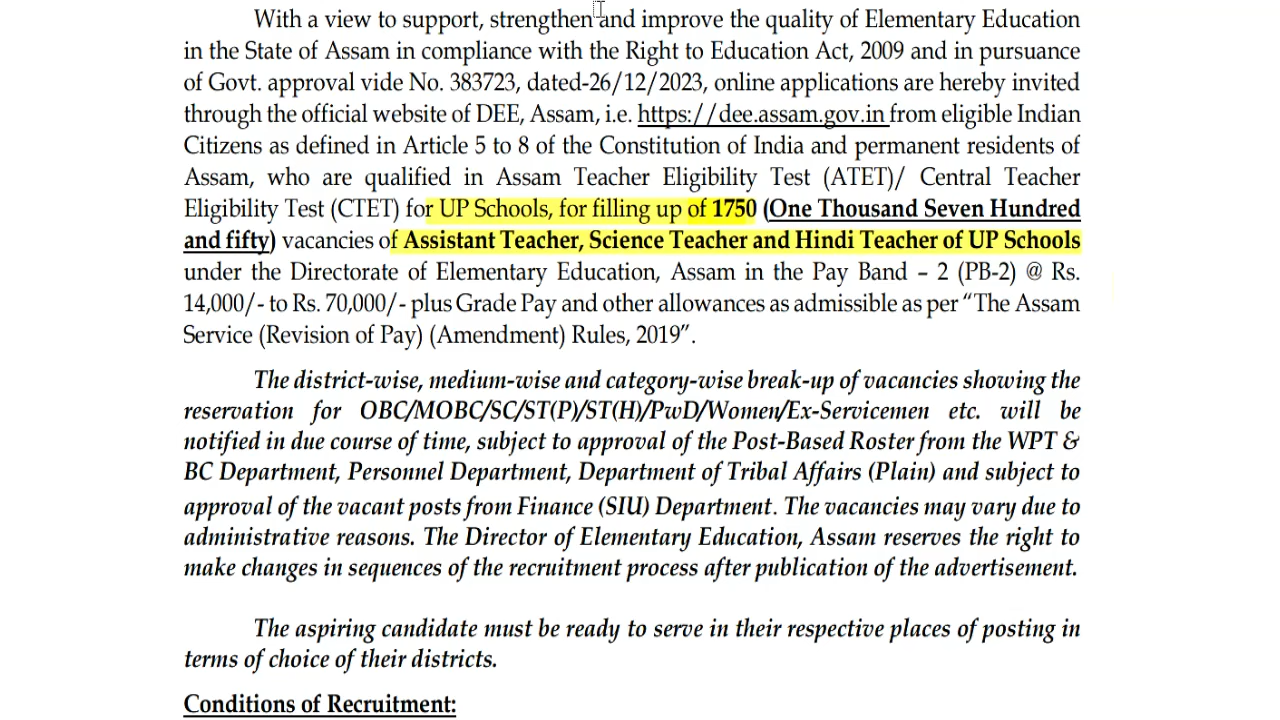 With a view to support, strengthen and improve the quality of Elementary Education
in the State of Assam in compliance with the Right to Education Act, 2009 and in pursuance
of Govt. approval vide No. 383723, dated-26/12/2023, online applications are hereby invited
through the official website of DEE, Assam, i.e. https://dee.assam.gov.in from eligible Indian
Citizens as defined in Article 5 to 8 of the Constitution of India and permanent residents of
Assam, who are qualified in Assam Teacher Eligibility Test (ATET)/ Central Teacher
Eligibility Test (CTET) for UP Schools, for filling up of 1750 (One Thousand Seven Hundred
and fifty) vacancies of Assistant Teacher, Science Teacher and Hindi Teacher of UP Schools
under the Directorate of Elementary Education, Assam in the Pay Band – 2 (PB-2) @ Rs.
14,000/- to Rs. 70,000/- plus Grade Pay and other allowances as admissible as per “The Assam
Service (Revision of Pay) (Amendment) Rules, 2019”.
The district-wise, medium-wise and category-wise break-up of vacancies showing the
reservation for OBC/MOBC/SC/ST(P)/ST(H)/PwD/Women/Ex-Servicemen etc. will be
notified in due course of time, subject to approval of the Post-Based Roster from the WPT &
BC Department, Personnel Department, Department of Tribal Affairs (Plain) and subject to
approval of the vacant posts from Finance (SIU) Department. The vacancies may vary due to
administrative reasons. The Director of Elementary Education, Assam reserves the right to
make changes in sequences of the recruitment process after publication of the advertisement.
The aspiring candidate must be ready to serve in their respective places of posting in
terms of choice of their districts.
Conditions of Recruitment: